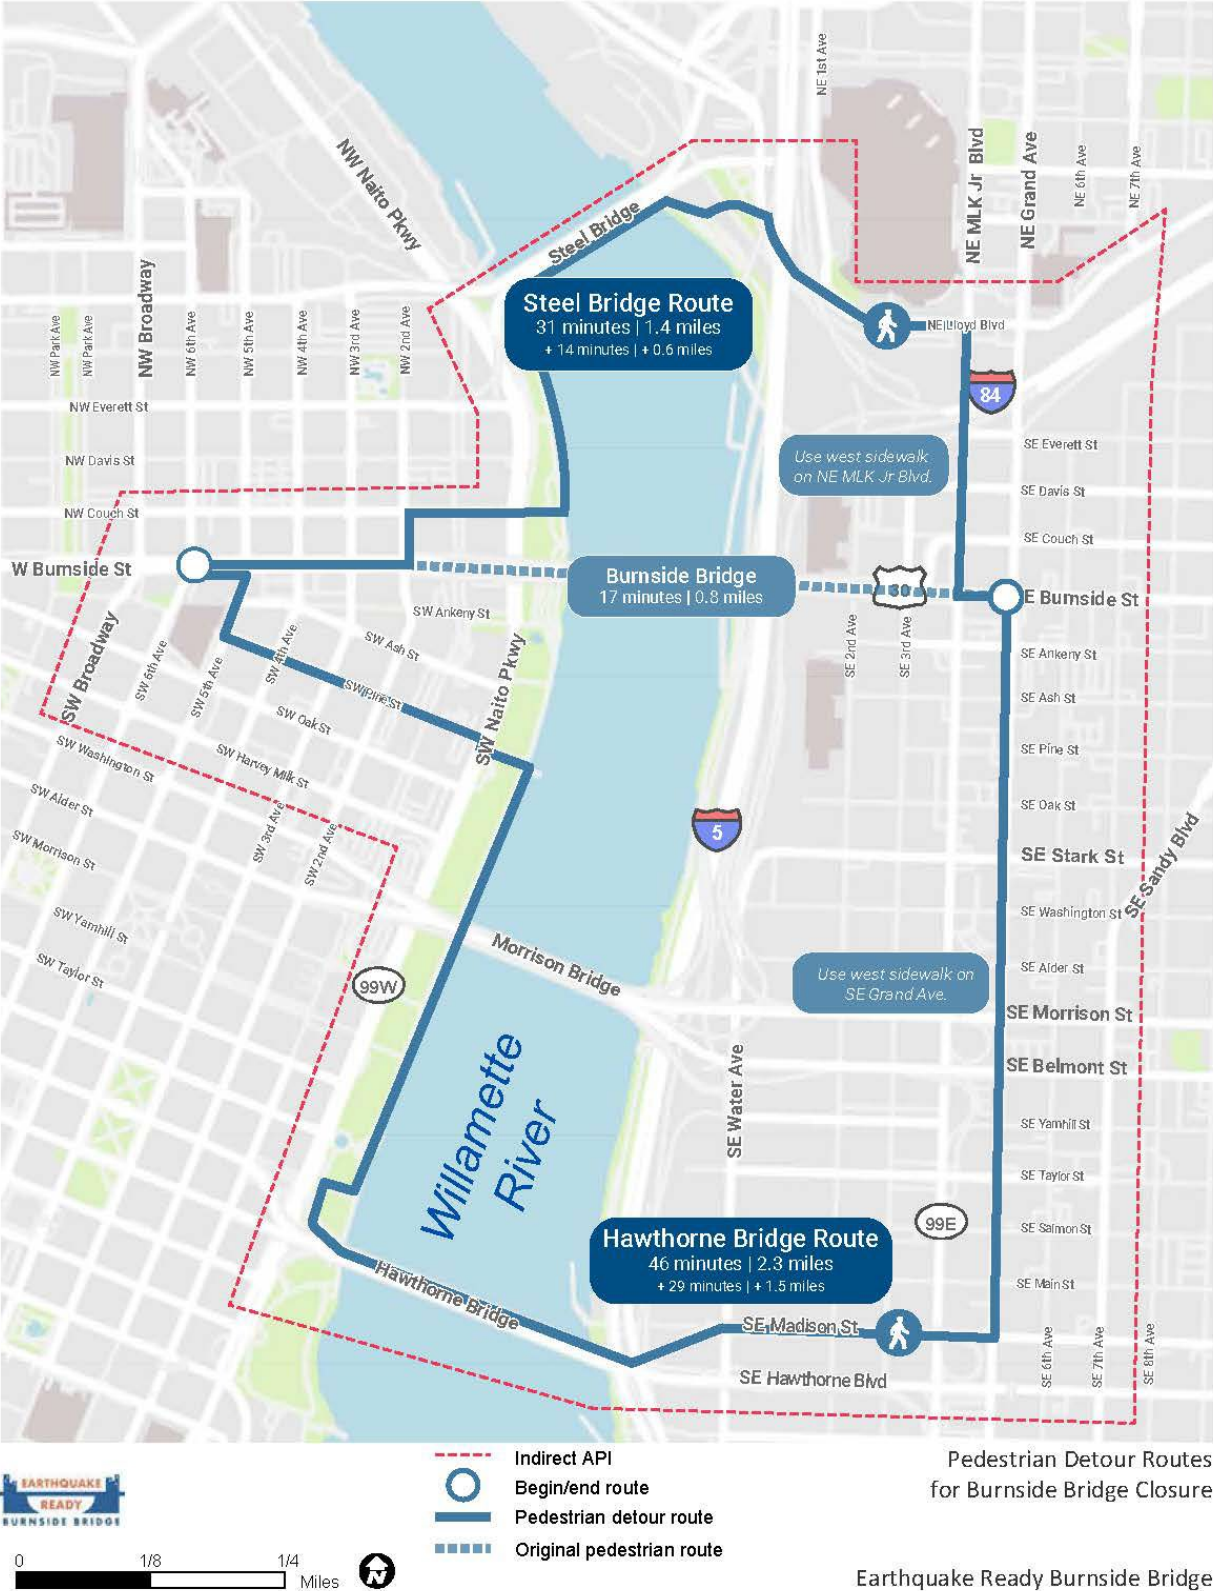 NE 1st Ave
NE MLK Jr Blvd
NE Grand Ave
NE 6th Ave
NE 7th Ave
NW Naito Pkwy
Steel Bridge
NW Broadway
NW Park Ave
NW Park Ave
NW 6th Ave
NW 5th Ave
NW 4th Ave
NW 3rd Ave
NW 2nd Ave
Steel Bridge Route
31 minutes | 1.4 miles
+ 14 minutes | + 0.6 miles
NE Lloyd Blvd
84
NW Everett St
NW Davis St
NW Couch St
Use west sidewalk
on NE MLK Jr Blvd.
SE Everett St
SE Davis St
SE Couch St
W Burnside St
Burnside Bridge
17 minutes | 0.8 miles
30
E Burnside St
SW Ankeny St
SW Ash St
SW Pine St
SW Oak St
SW Harvey Milk St
SW Washington St
SW Alder St
SW Morrison St
SW Yamhill St
SW Taylor St
SW Broadway
SW 6th Ave
SW 5th Ave
SW 4th Ave
SW 3rd Ave
SW 2nd Ave
SW Naito Pkwy
SE 2nd Ave
SE 3rd Ave
SE Ankeny St
SE Ash St
SE Pine St
SE Oak St
5
SE Stark St
SE Sandy Blvd
SE Washington St
SE Alder St
Morrison Bridge
99W
Use west sidewalk on
SE Grand Ave.
SE Morrison St
SE Belmont St
Willamette
River
SE Water Ave
SE Yamhill St
SE Taylor St
99E
SE Salmon St
SE Main St
Hawthorne Bridge Route
46 minutes | 2.3 miles
+ 29 minutes | + 1.5 miles
Hawthorne Bridge
SE Madison St
SE Hawthorne Blvd
SE 6th Ave
SE 7th Ave
SE 8th Ave
EARTHQUAKE
READY
BURNSIDE BRIDGE
Indirect API
Begin/end route
Pedestrian detour route
Original pedestrian route
Pedestrian Detour Routes
for Burnside Bridge Closure
0 1/8 1/4
Miles
N
Earthquake Ready Burnside Bridge